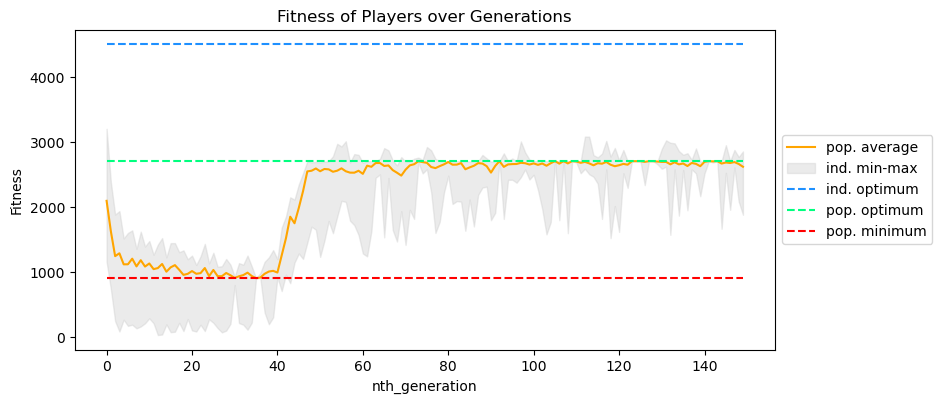 Fitness of Players over Generations
Fitness
4000
3000
2000
1000
0
0 20 40 60 80 100 120 140
nth_generation
pop. average
ind. min-max
ind. optimum
pop. optimum
pop. minimum